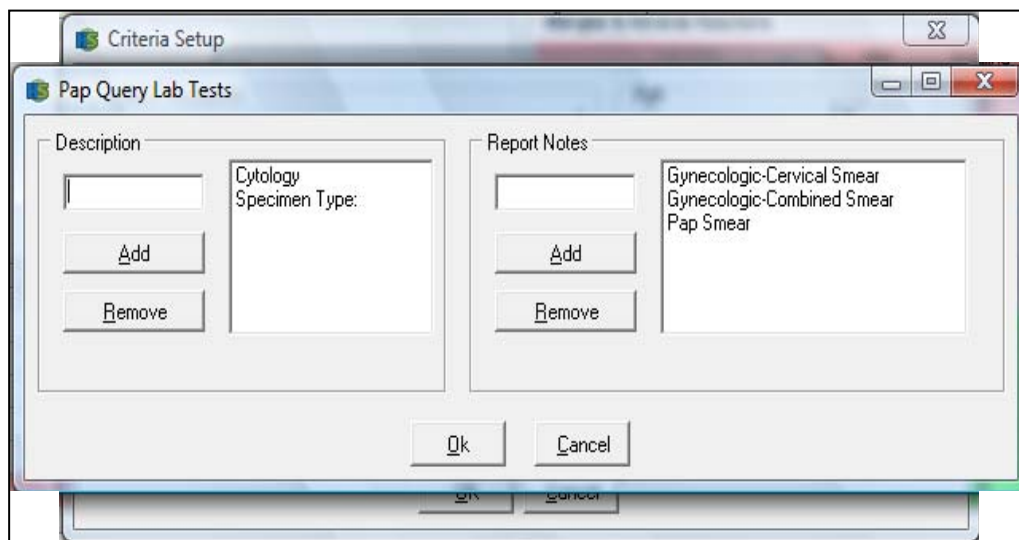 Criteria Setup
Pap Query Lab Tests
Description
Cytology
Specimen Type:
Add
Remove
Report Notes
Gynecologic-Cervical Smear
Gynecologic-Combined Smear
Pap Smear
Add
Remove
Ok
Cancel
Cancel